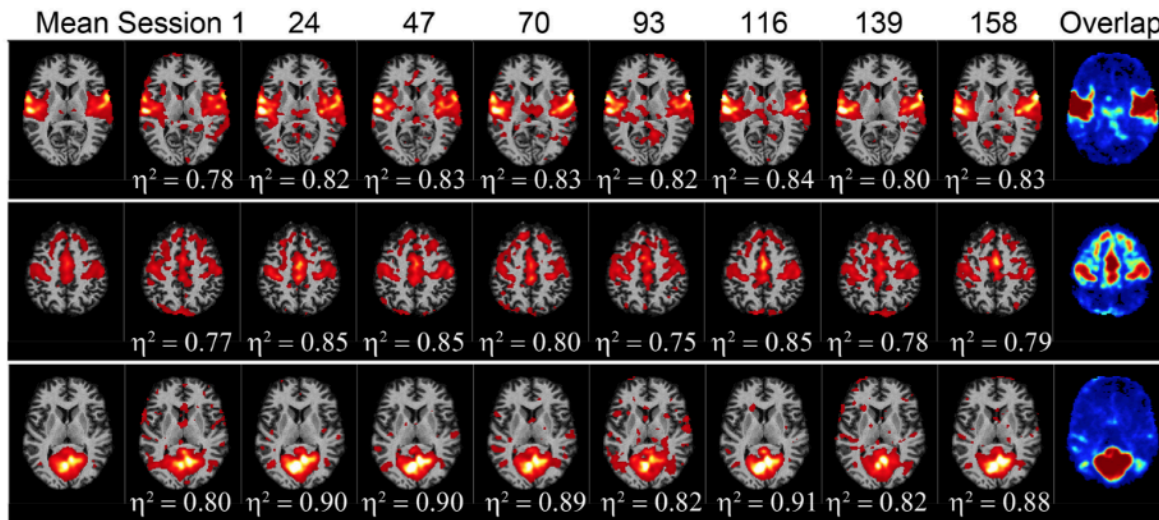 Mean Session 1 24 47 70 93 116 139 158 Overlap
η² = 0.78 η² = 0.82 η² = 0.83 η² = 0.83 η² = 0.82 η² = 0.84 η² = 0.80 η² = 0.83
η² = 0.77 η² = 0.85 η² = 0.85 η² = 0.80 η² = 0.75 η² = 0.85 η² = 0.78 η² = 0.79
η² = 0.80 η² = 0.90 η² = 0.90 η² = 0.89 η² = 0.82 η² = 0.91 η² = 0.82 η² = 0.88